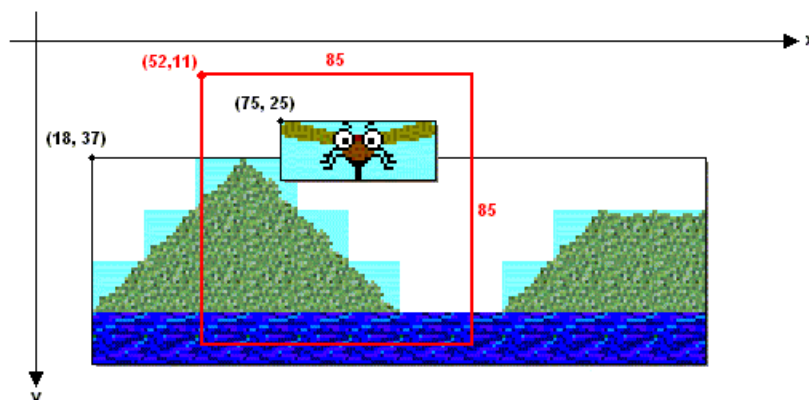 x
(52,11)
85
(75, 25)
(18, 37)
85
y